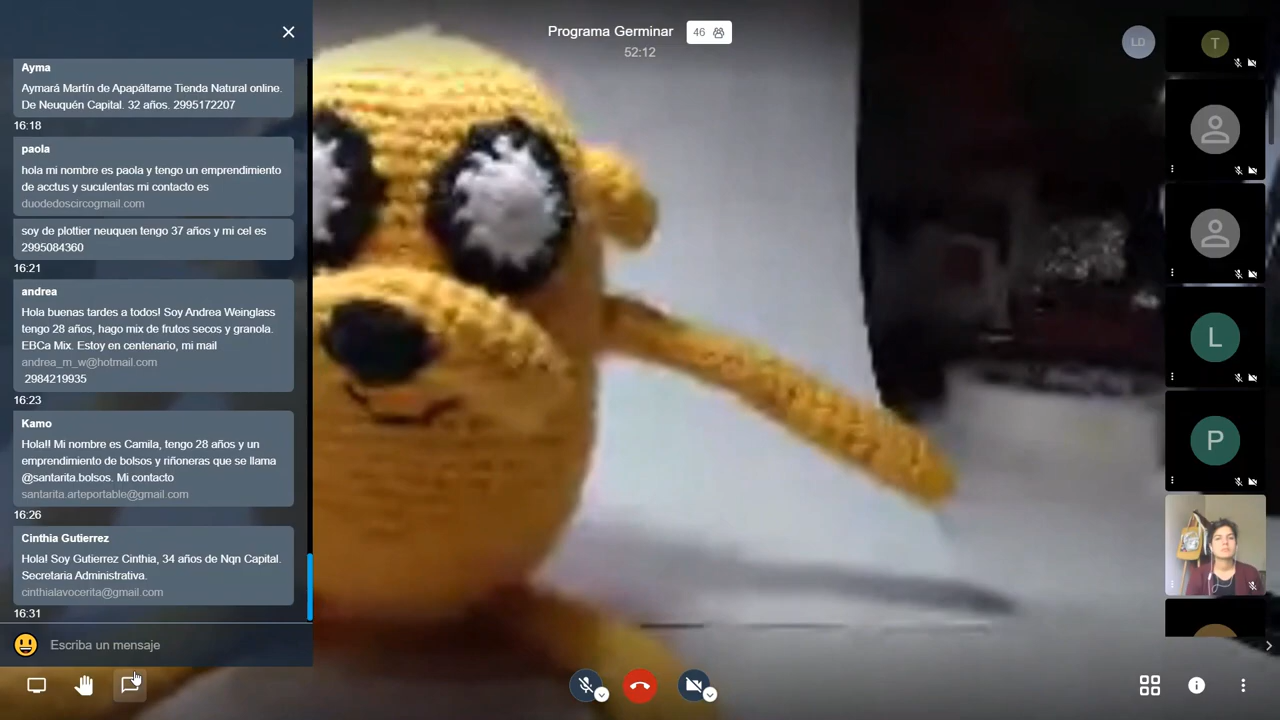 Ayma
Aymará Martín de Apapáltame Tienda Natural online.
De Neuquén Capital. 32 años. 2995172207
16:18
paola
hola mi nombre es paola y tengo un emprendimiento
de acctus y suculentas mi contacto es
duodedoscircogmail.com
soy de plottier neuquen tengo 37 años y mi cel es
2995084360
16:21
andrea
Hola buenas tardes a todos! Soy Andrea Weinglass
tengo 28 años, hago mix de frutos secos y granola.
EBCa Mix. Estoy en centenario, mi mail
andrea_m_w@hotmail.com
2984219935
16:23
Kamo
Hola!! Mi nombre es Camila, tengo 28 años y un
emprendimiento de bolsos y riñoneras que se llama
@santarita.bolsos. Mi contacto
santarita.arteportable@gmail.com
16:26
Cinthia Gutierrez
Hola! Soy Gutierrez Cinthia, 34 años de Nqn Capital.
Secretaria Administrativa.
cinthialavocerita@gmail.com
16:31
Escriba un mensaje
Programa Germinar 46
52:12
LD
T
L
P